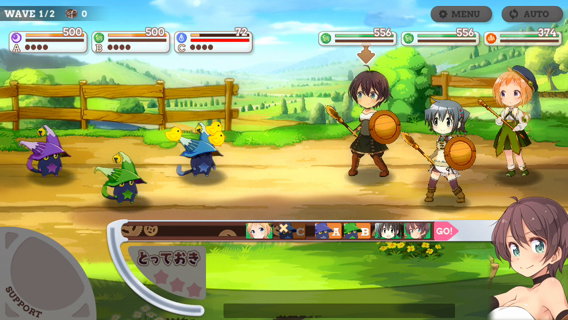 WAVE 1/2 0 MENU AUTO
500 500 72 556 556 374
A B C
A B GO!
とっておき
SUPPORT